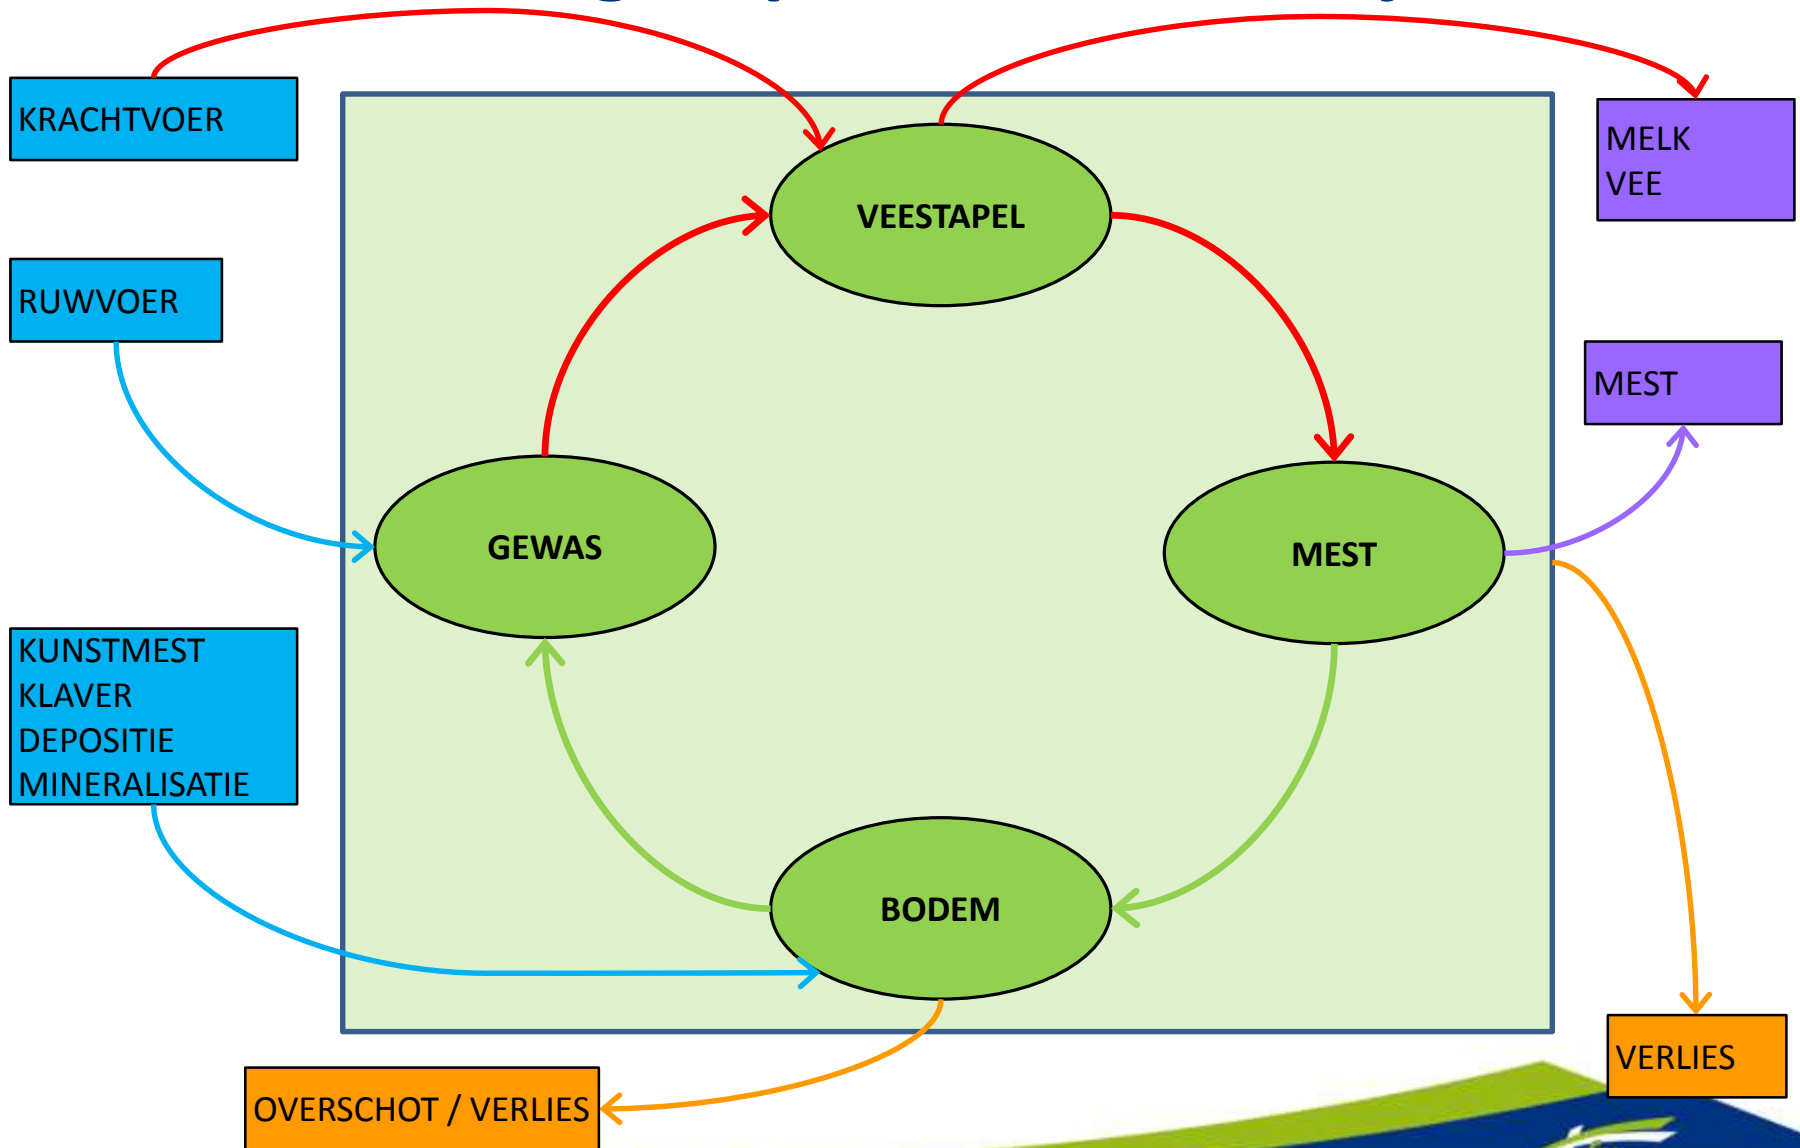 KRACHTVOER
MELK
VEE
VEESTAPEL
RUWVOER
MEST
GEWAS
MEST
KUNSTMEST
KLAVER
DEPOSITIE
MINERALISATIE
BODEM
VERLIES
OVERSCHOT / VERLIES